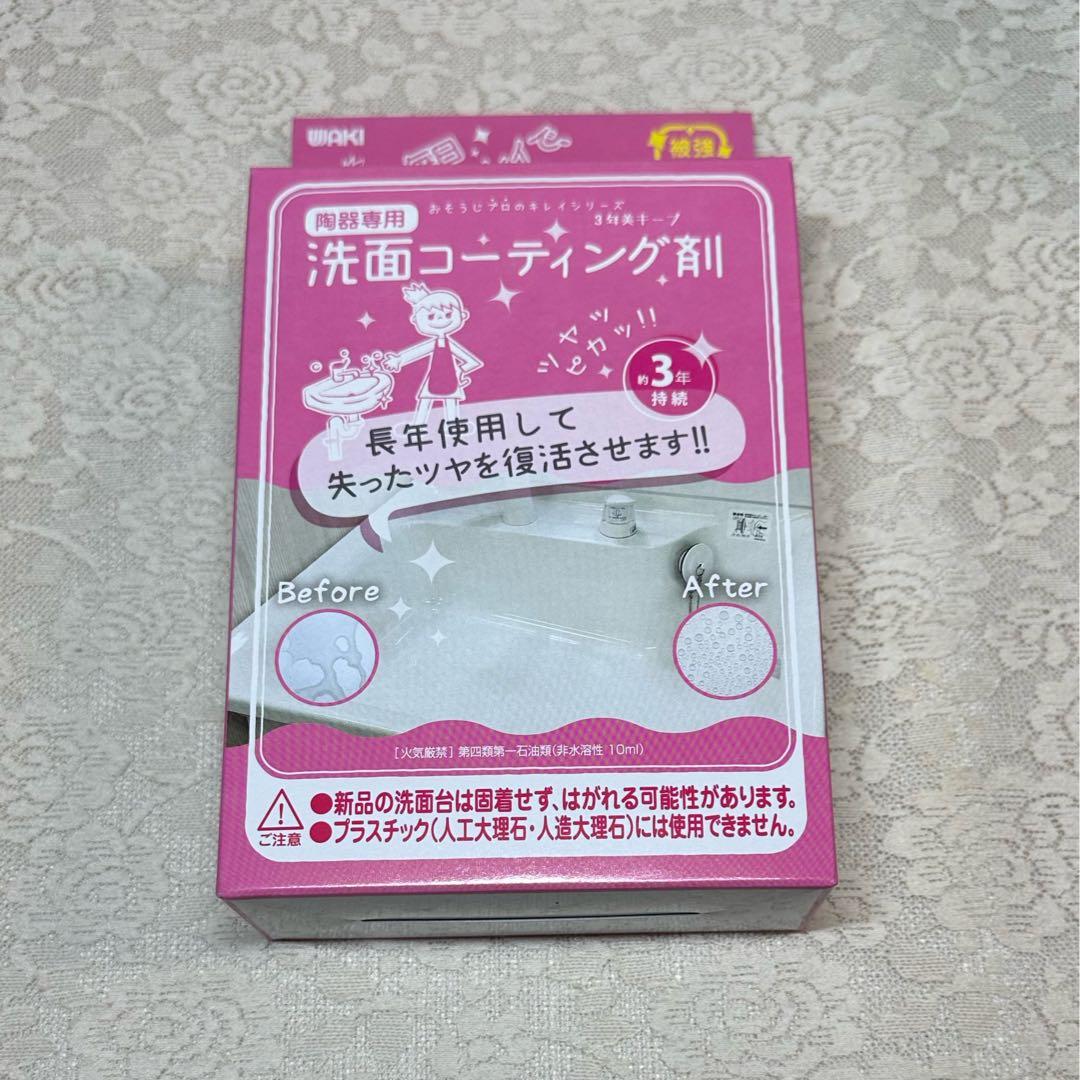 WAKI
陶器専用
おそうじプロのキレイシリーズ
3年美キープ
洗面コーティング剤
ツヤッ
ピカッ!!
約3年
持続
長年使用して
失ったツヤを復活させます!!
Before
After
[火気厳禁] 第四類第一石油類(非水溶性 10ml)
ご注意
●新品の洗面台は固着せず、はがれる可能性があります。
●プラスチック(人工大理石・人造大理石)には使用できません。